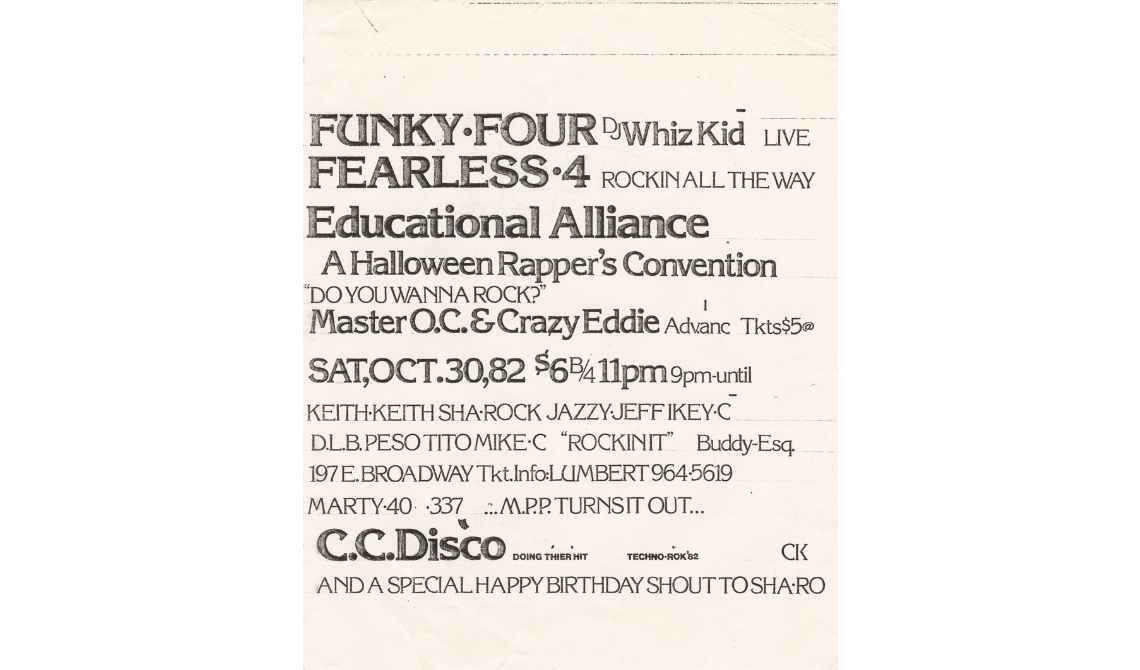 FUNKY·FOUR DJ Whiz Kid LIVE
FEARLESS·4 ROCKIN ALL THE WAY
Educational Alliance
A Halloween Rapper's Convention
"DO YOU WANNA ROCK?"
Master O.C. & Crazy Eddie Advanc Tkts$5@
SAT,OCT.30,82 $6 B/4 11pm 9pm-until
KEITH·KEITH SHA·ROCK JAZZY·JEFF IKEY·C
D.L.B. PESO TITO MIKE·C "ROCKIN IT" Buddy-Esq.
197 E. BROADWAY Tkt.Info:LUMBERT 964·5619
MARTY·40 ·337 .:.M.P.P. TURNS IT OUT...
C.C.Disco DOING THIER HIT TECHNO·ROK'82 CK
AND A SPECIAL HAPPY BIRTHDAY SHOUT TO SHA·RO